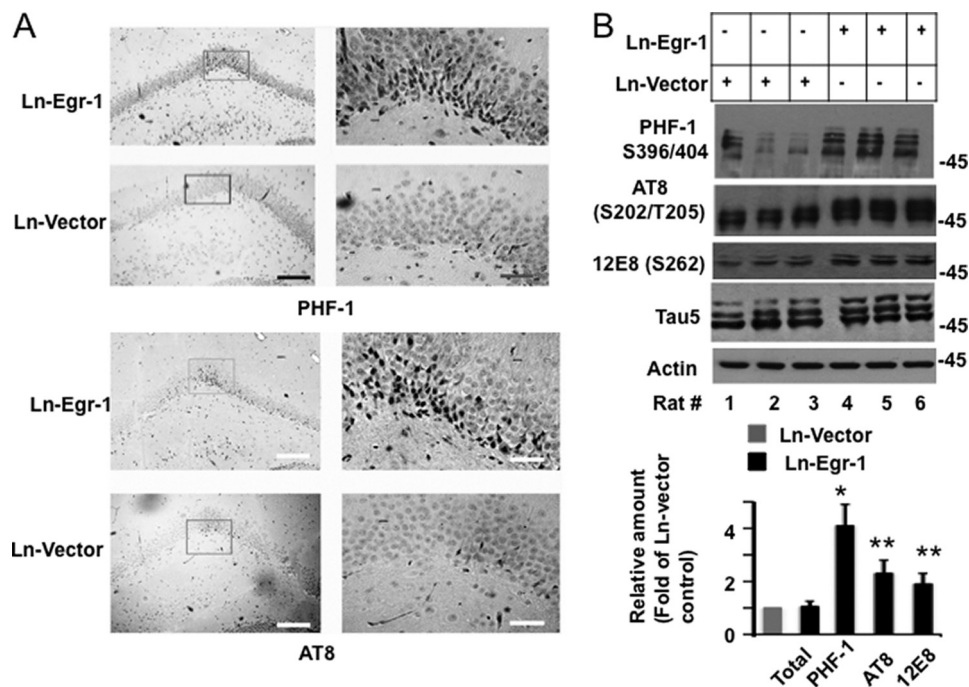 A
Ln-Egr-1
Ln-Vector
PHF-1
Ln-Egr-1
Ln-Vector
AT8
B
Ln-Egr-1 - - - + + +
Ln-Vector + + + - - -
PHF-1
S396/404
-45
AT8
(S202/T205)
-45
12E8 (S262)
-45
Tau5
-45
Actin
-45
Rat # 1 2 3 4 5 6
Ln-Vector
Ln-Egr-1
Relative amount
(Fold of Ln-vector
control)
4
2
0
*
**
**
Total
PHF-1
AT8
12E8